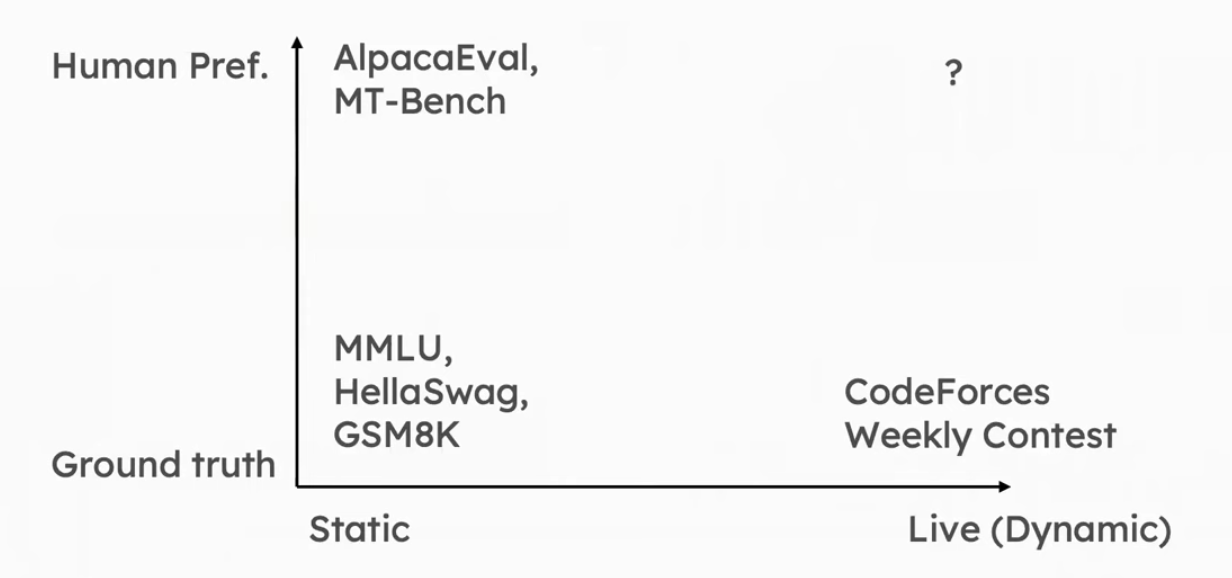 Human Pref.
AlpacaEval,
MT-Bench
?
MMLU,
HellaSwag,
GSM8K
CodeForces
Weekly Contest
Ground truth
Static
Live (Dynamic)